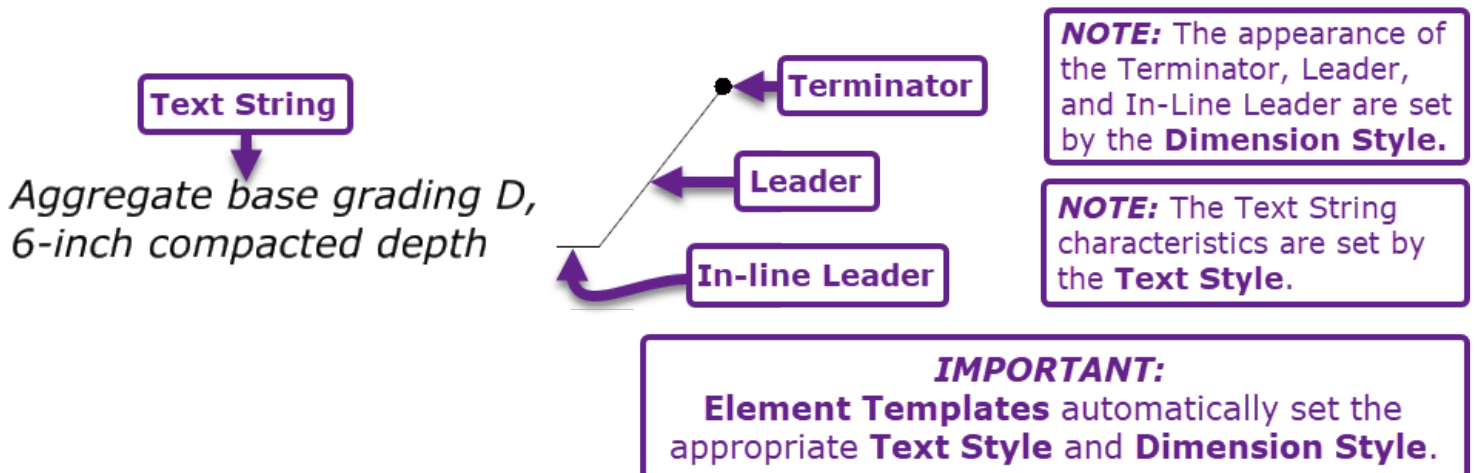 Text String
Aggregate base grading D,
6-inch compacted depth
Terminator
Leader
In-line Leader
NOTE: The appearance of
the Terminator, Leader,
and In-Line Leader are set
by the Dimension Style.
NOTE: The Text String
characteristics are set by
the Text Style.
IMPORTANT:
Element Templates automatically set the
appropriate Text Style and Dimension Style.